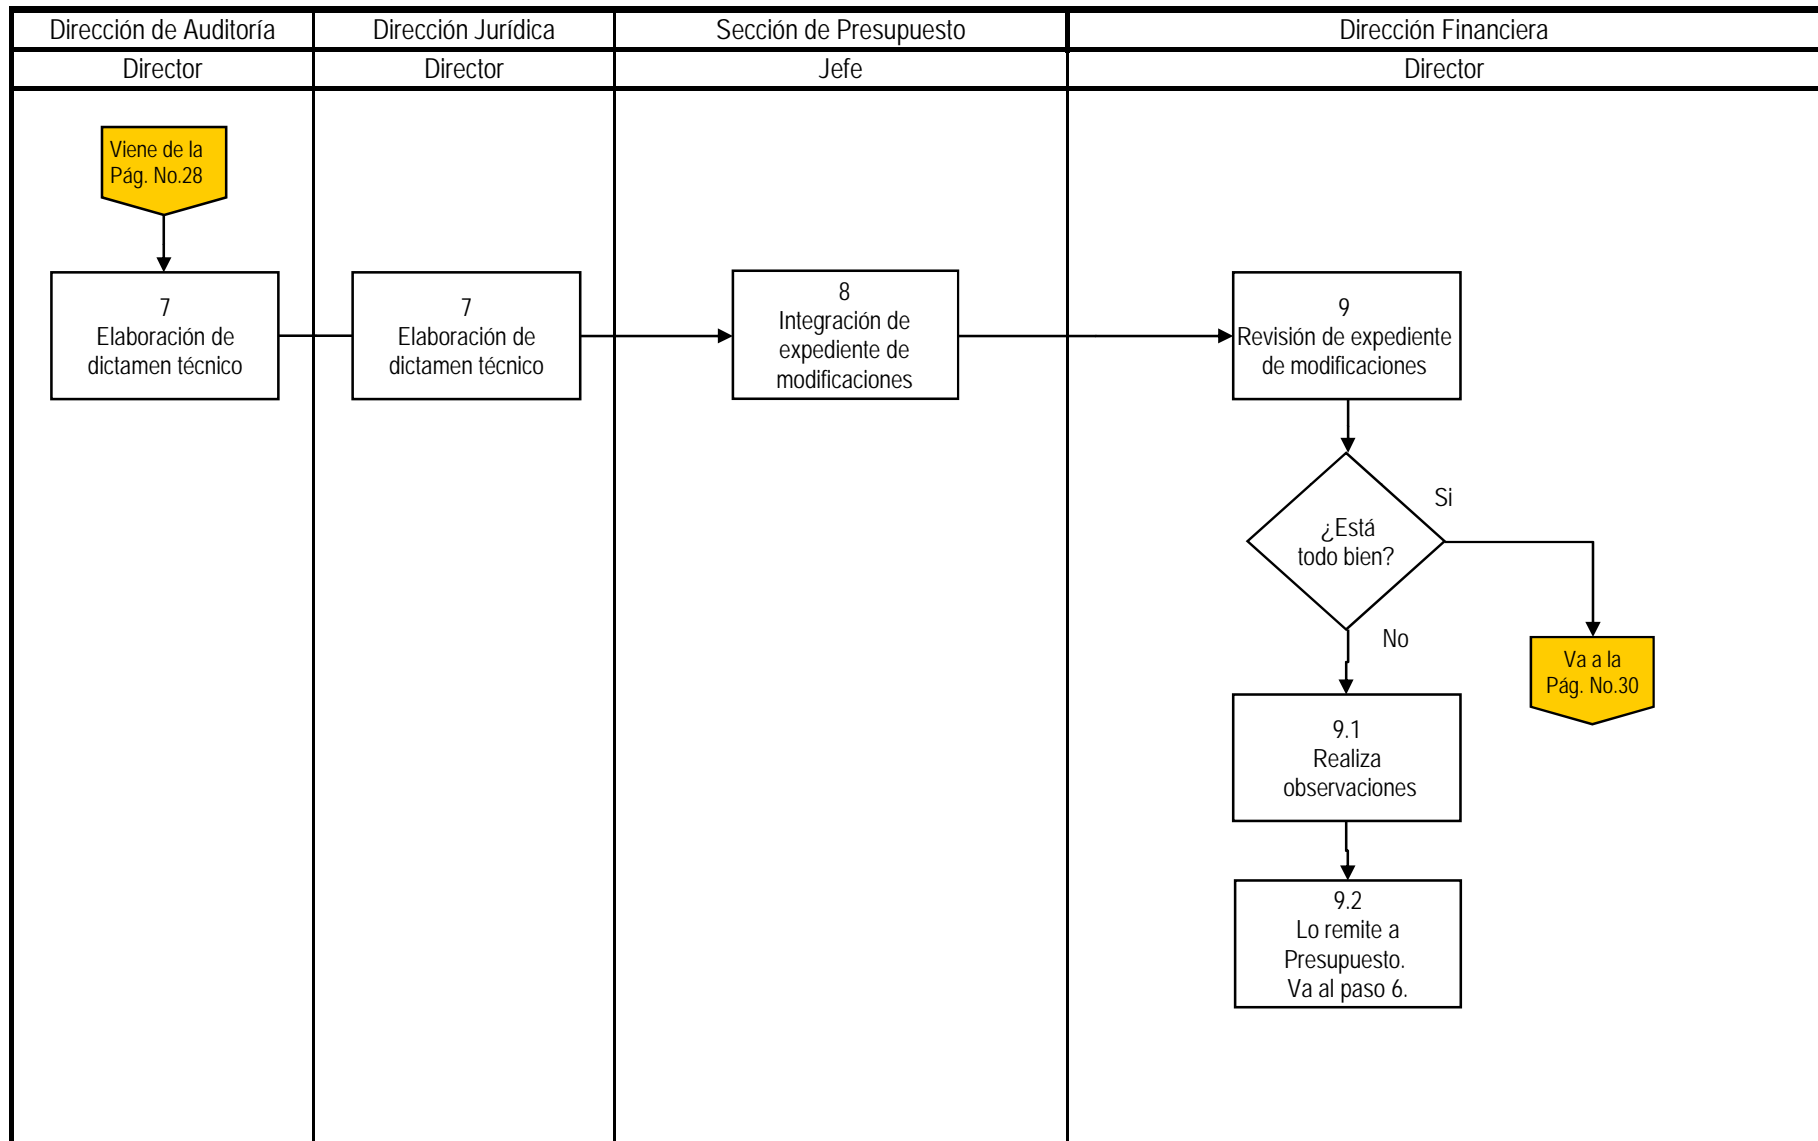 Dirección de Auditoría
Dirección Jurídica
Sección de Presupuesto
Dirección Financiera
Director
Director
Jefe
Director
Viene de la
Pág. No.28
7
Elaboración de
dictamen técnico
7
Elaboración de
dictamen técnico
8
Integración de
expediente de
modificaciones
9
Revisión de expediente
de modificaciones
¿Está
todo bien?
Si
No
Va a la
Pág. No.30
9.1
Realiza
observaciones
9.2
Lo remite a
Presupuesto.
Va al paso 6.